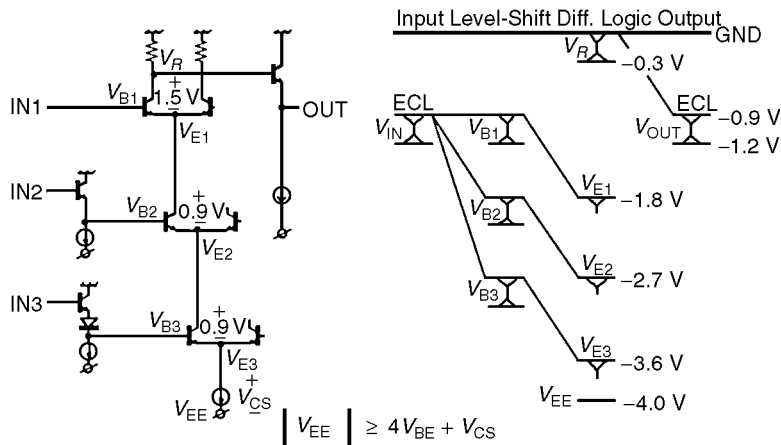 Input Level-Shift Diff. Logic Output
GND
V_R
+
1.5 V
−
IN1
V_B1
V_E1
OUT
IN2
V_B2
+
0.9 V
−
V_E2
IN3
V_B3
+
0.9 V
−
V_E3
V_EE
+
V_CS
−
V_R
−0.3 V
ECL
V_IN
V_B1
ECL
V_OUT
−0.9 V
−1.2 V
V_E1
−1.8 V
V_B2
V_E2
−2.7 V
V_B3
V_E3
−3.6 V
V_EE
−4.0 V
| V_EE | ≥ 4V_BE + V_CS